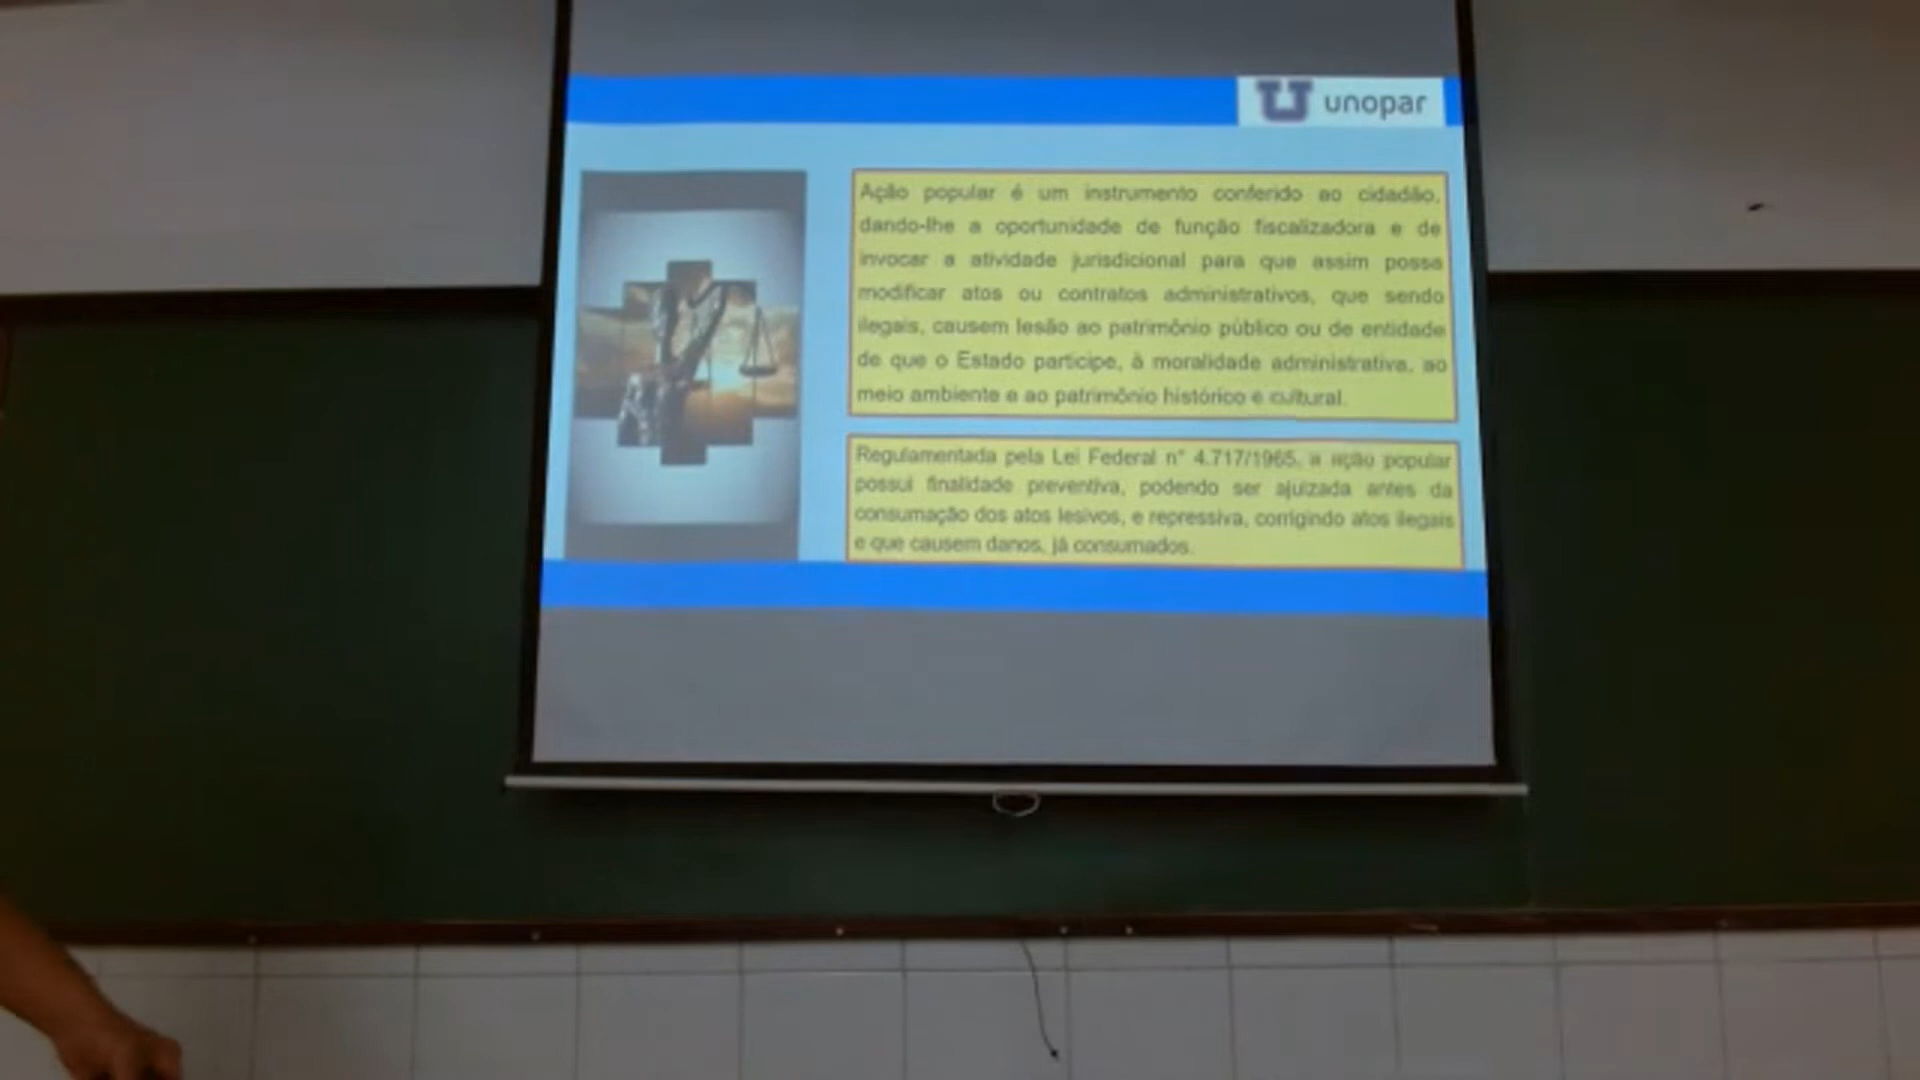 unopar
Ação popular é um instrumento conferido ao cidadão,
dando-lhe a oportunidade de função fiscalizadora e de
invocar a atividade jurisdicional para que assim possa
modificar atos ou contratos administrativos, que sendo
ilegais, causem lesão ao patrimônio público ou de entidade
de que o Estado participe, à moralidade administrativa, ao
meio ambiente e ao patrimônio histórico e cultural.
Regulamentada pela Lei Federal n° 4.717/1965, a ação popular
possui finalidade preventiva, podendo ser ajuizada antes da
consumação dos atos lesivos, e repressiva, corrigindo atos ilegais
e que causem danos, já consumados.